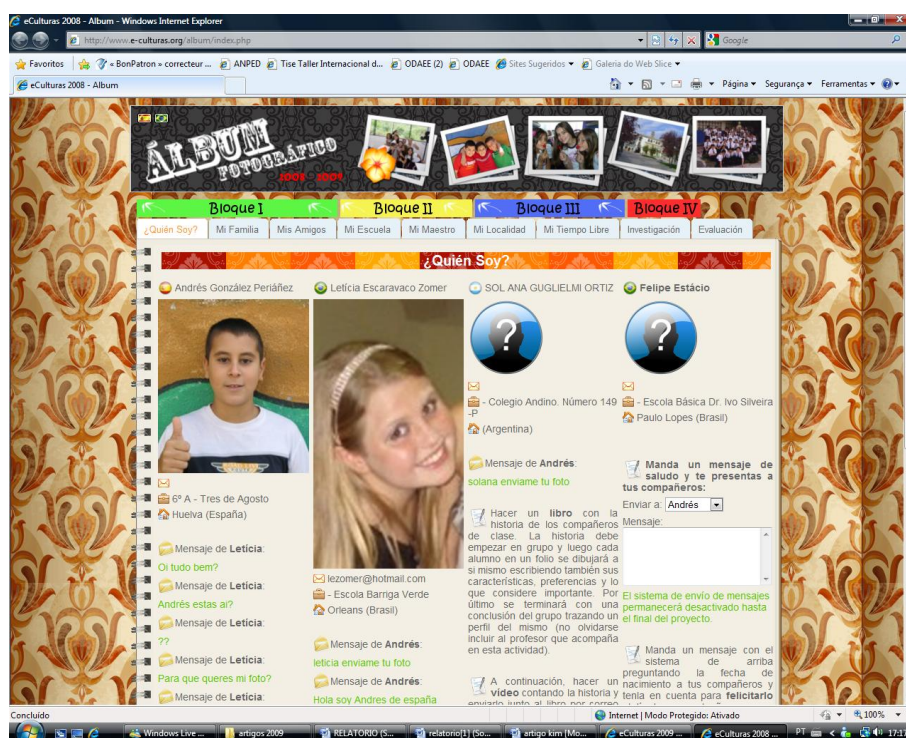 eCulturas 2008 - Album - Windows Internet Explorer
http://www.e-culturas.org/album/index.php
Google
Favoritos
« BonPatron » correcteur ...
ANPED
Tise Taller Internacional d...
ODAEE (2)
ODAEE
Sites Sugeridos
Galeria do Web Slice
eCulturas 2008 - Album
Página
Segurança
Ferramentas
ÁLBUM
FOTOGRÁFICO
2008 - 2009
Bloque I
Bloque II
Bloque III
Bloque IV
¿Quién Soy?
Mi Familia
Mis Amigos
Mi Escuela
Mi Maestro
Mi Localidad
Mi Tiempo Libre
Investigación
Evaluación
¿Quién Soy?
Andrés González Periáñez
6º A - Tres de Agosto
Huelva (España)
Mensaje de Leticia:
Oi tudo bem?
Mensaje de Leticia:
Andrés estas ai?
Mensaje de Leticia:
??
Mensaje de Leticia:
Para que queres mi foto?
Mensaje de Leticia:
Letícia Escaravaco Zomer
lezomer@hotmail.com
- Escola Barriga Verde
Orleans (Brasil)
Mensaje de Andrés:
leticia enviame tu foto
Mensaje de Andrés:
Hola soy Andres de españa
SOL ANA GUGLIELMI ORTIZ
?
- Colegio Andino. Número 149
-P
(Argentina)
Mensaje de Andrés:
solana enviame tu foto
Hacer un libro con la
historia de los compañeros
de clase. La historia debe
empezar en grupo y luego cada
alumno en un folio se dibujará a
si mismo escribiendo también sus
características, preferencias y lo
que considere importante. Por
último se terminará con una
conclusión del grupo trazando un
perfil del mismo (no olvidarse
incluir al profesor que acompaña
en esta actividad).
A continuación, hacer un
vídeo contando la historia y
enviarlo junto al libro por correo
Felipe Estácio
?
- Escola Básica Dr. Ivo Silveira
Paulo Lopes (Brasil)
Manda un mensaje de
saludo y te presentas a
tus compañeros:
Enviar a: Andrés
Mensaje:
El sistema de envío de mensajes
permanecerá desactivado hasta
el final del proyecto.
Manda un mensaje con el
sistema de arriba
preguntando la fecha de
nacimiento a tus compañeros y
tenla en cuenta para felicitarlo
Concluído
Internet | Modo Protegido: Ativado
100%
Windows Live ...
artigos 2009
RELATORIO (S...
relatorio[1] (So...
artigo kim [Mo...
eCulturas 2009 ...
eCulturas 2008 ...
PT
17:17